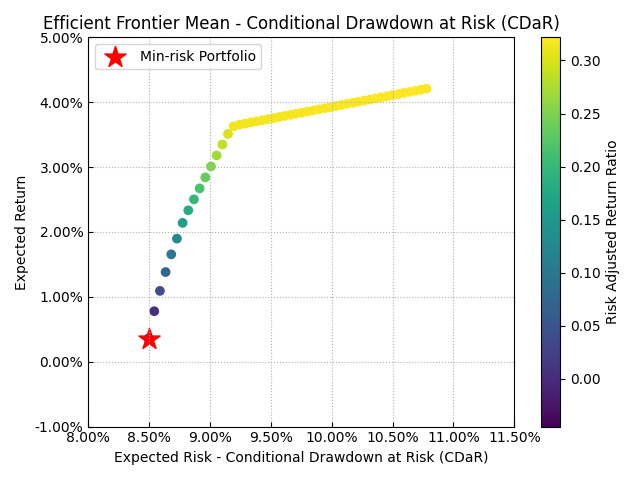 Efficient Frontier Mean - Conditional Drawdown at Risk (CDaR)
Min-risk Portfolio
5.00%
4.00%
3.00%
2.00%
1.00%
0.00%
-1.00%
Expected Return
8.00% 8.50% 9.00% 9.50% 10.00% 10.50% 11.00% 11.50%
Expected Risk - Conditional Drawdown at Risk (CDaR)
0.30
0.25
0.20
0.15
0.10
0.05
0.00
Risk Adjusted Return Ratio